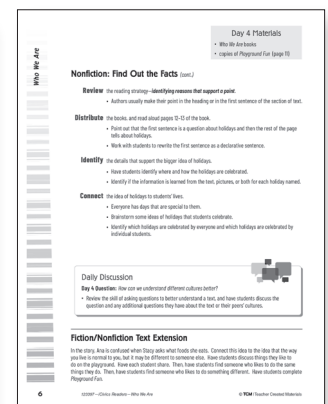 Day 4 Materials
• Who We Are books
• copies of Playground Fun (page 11)
Who We Are
Nonfiction: Find Out the Facts (cont.)
Review the reading strategy—identifying reasons that support a point.
• Authors usually make their point in the heading or in the first sentence of the section of text.
Distribute the books, and read aloud pages 12–13 of the book.
• Point out that the first sentence is a question about holidays and then the rest of the page
tells about holidays.
• Work with students to rewrite the first sentence as a declarative sentence.
Identify the details that support the bigger idea of holidays.
• Have students identify where and how the holidays are celebrated.
• Identify if the information is learned from the text, pictures, or both for each holiday named.
Connect the idea of holidays to students' lives.
• Everyone has days that are special to them.
• Brainstorm some ideas of holidays that students celebrate.
• Identify which holidays are celebrated by everyone and which holidays are celebrated by
individual students.
Daily Discussion
Day 4 Question: How can we understand different cultures better?
• Review the skill of asking questions to better understand a text, and have students discuss the
question and any additional questions they have about the text or their peers' cultures.
Fiction/Nonfiction Text Extension
In the story, Ana is confused when Stacy asks what foods she eats. Connect this idea to the idea that the way
you live is normal to you, but it may be different to someone else. Have students discuss things they like to
do on the playground. Have each student share. Then, have students find someone who likes to do the same
things they do. Then, have students find someone who likes to do something different. Have students complete
Playground Fun.
6
—Civics Readers—Who We Are
© TCM | Teacher Created Materials